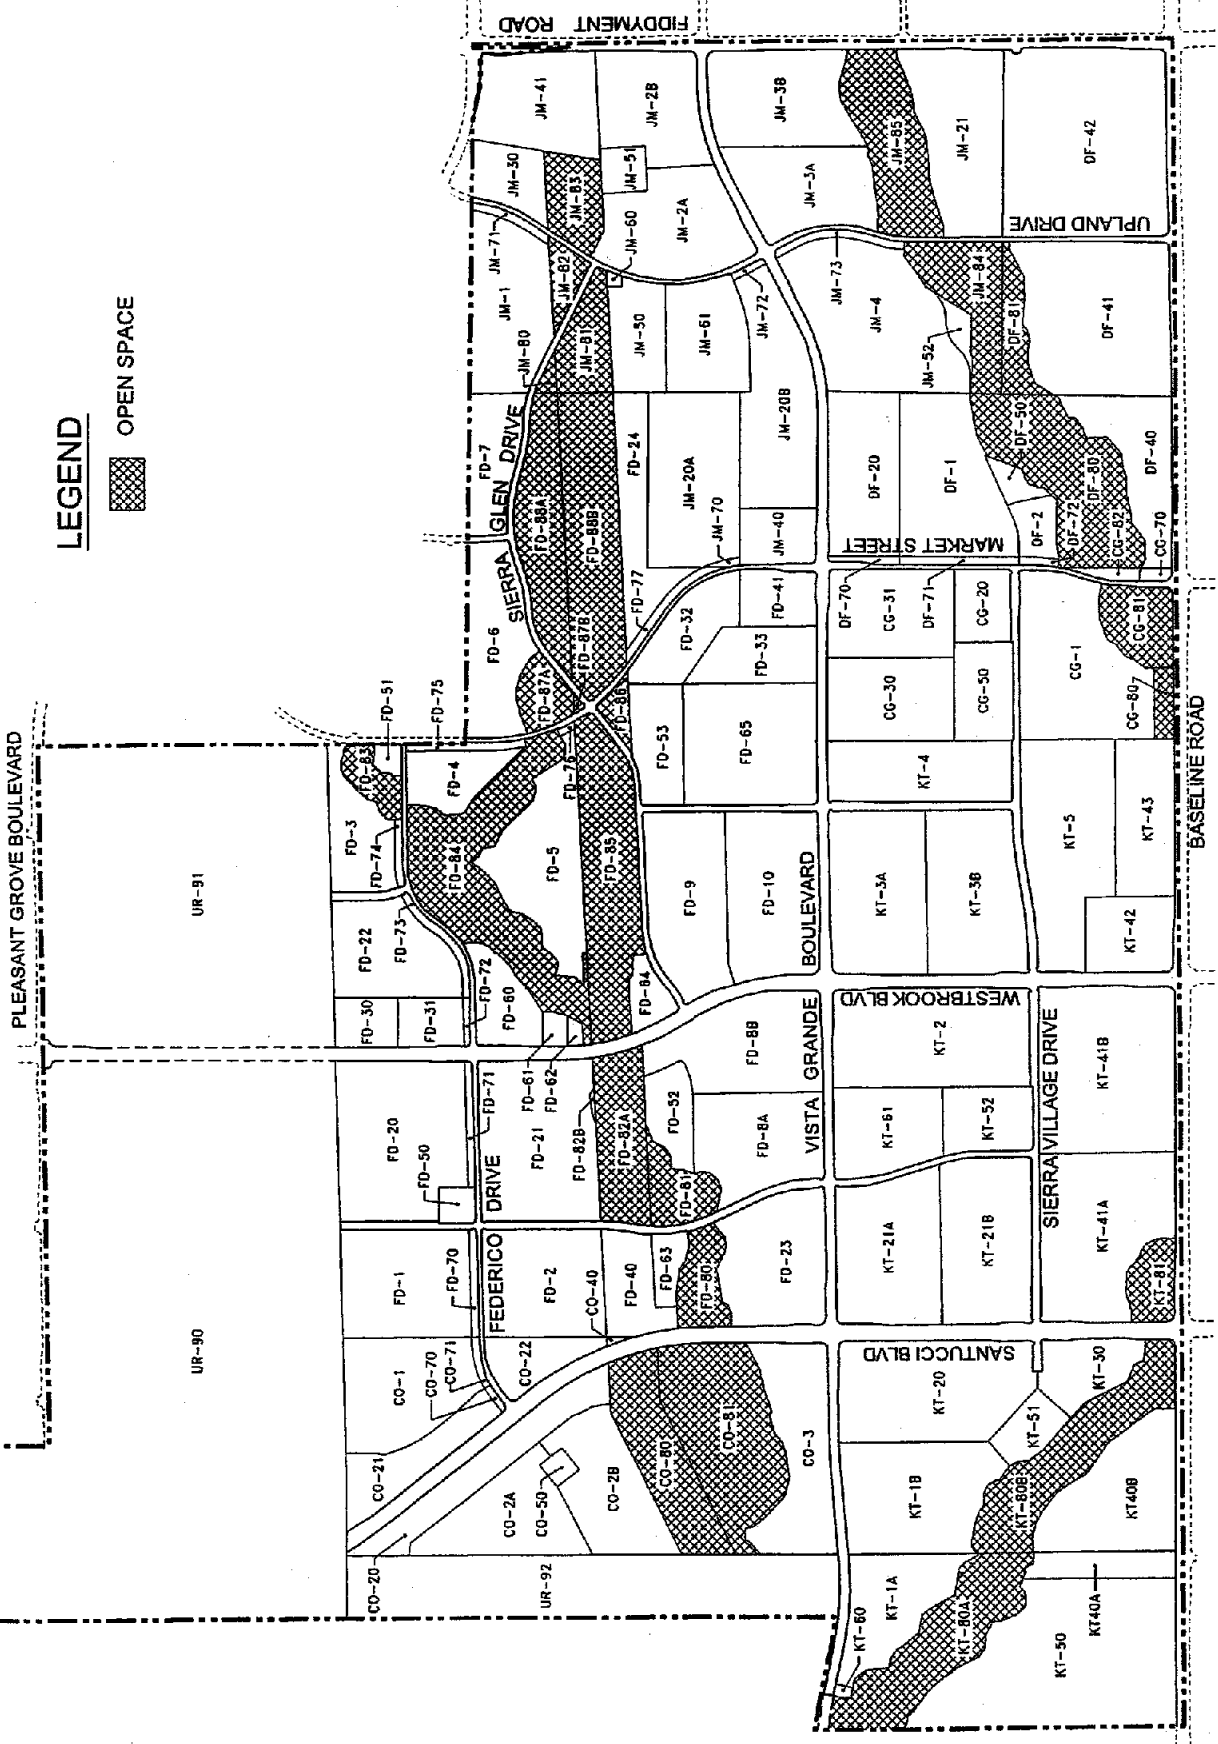 LEGEND
OPEN SPACE
FIDDYMENT ROAD
PLEASANT GROVE BOULEVARD
BASELINE ROAD
UPLAND DRIVE
MARKET STREET
SIERRA GLEN DRIVE
VISTA GRANDE BOULEVARD
WESTBROOK BLVD
SIERRA VILLAGE DRIVE
SANTUCCI BLVD
FEDERICO DRIVE
JM-41
JM-2B
JM-3B
JM-85
JM-21
DF-42
JM-30
JM-83
JM-51
JM-3A
JM-71
JM-60
JM-2A
JM-82
JM-1
JM-80
JM-81
JM-50
JM-61
JM-72
JM-73
JM-4
JM-84
DF-81
DF-41
JM-52
JM-20B
FD-7
FD-88A
FD-88B
FD-24
JM-20A
JM-70
JM-40
DF-20
DF-1
DF-50
DF-2
DF-72
DF-80
CG-82
DF-40
CG-70
FD-6
FD-87A
FD-87B
FD-77
FD-32
FD-41
FD-33
DF-70
CG-31
DF-71
CG-20
CG-30
CG-50
CG-1
CG-81
CG-80
FD-86
FD-53
FD-65
KT-4
FD-51
FD-75
FD-83
FD-4
FD-76
FD-3
FD-74
FD-84
FD-5
FD-85
FD-9
FD-10
KT-3A
KT-3B
KT-5
KT-43
KT-42
UR-91
FD-22
FD-73
FD-72
FD-30
FD-31
FD-60
FD-61
FD-62
FD-64
FD-8B
KT-2
KT-41B
FD-20
FD-50
FD-71
FD-21
FD-82B
FD-82A
FD-52
FD-81
FD-8A
KT-61
KT-52
UR-90
FD-1
FD-70
FD-2
CO-40
FD-40
FD-63
FD-80
FD-23
KT-21A
KT-21B
KT-41A
KT-81
CO-1
CO-70
CO-71
CO-22
CO-21
CO-2A
CO-50
CO-2B
CO-80
CO-81
CO-3
KT-20
KT-51
KT-30
KT-1B
KT-80B
KT40B
CO-20
UR-92
KT-60
KT-1A
KT-80A
KT-50
KT40A